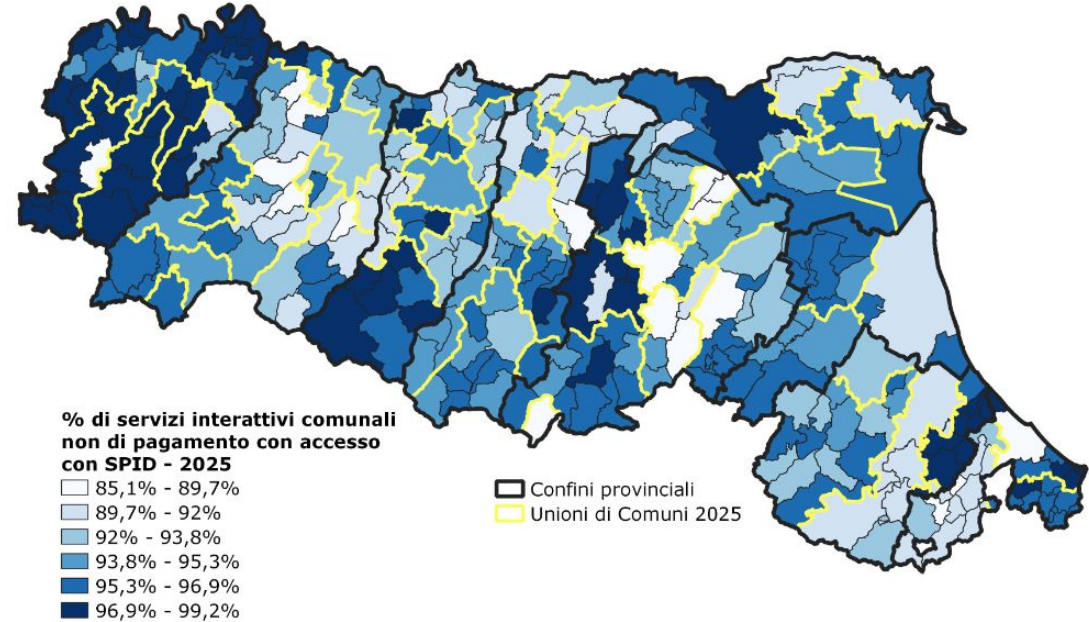 % di servizi interattivi comunali
non di pagamento con accesso
con SPID - 2025
85,1% - 89,7%
89,7% - 92%
92% - 93,8%
93,8% - 95,3%
95,3% - 96,9%
96,9% - 99,2%
Confini provinciali
Unioni di Comuni 2025